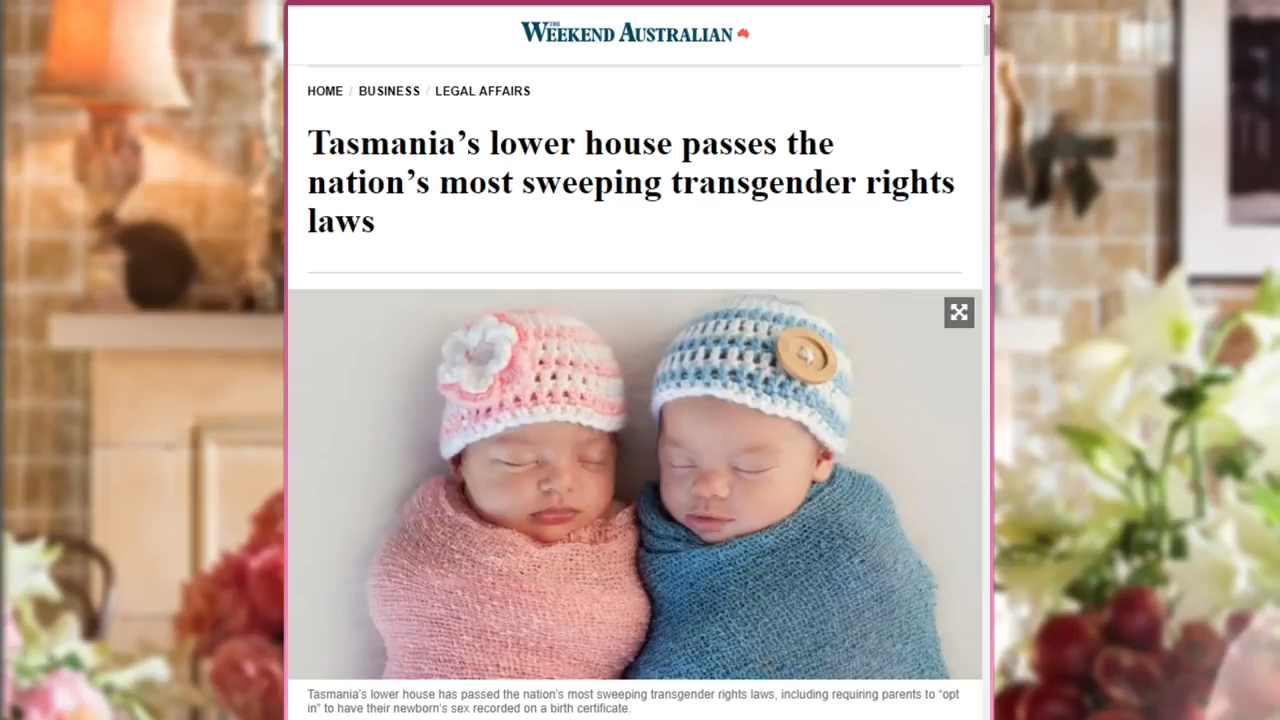 THE
WEEKEND AUSTRALIAN
HOME / BUSINESS / LEGAL AFFAIRS
Tasmania’s lower house passes the
nation’s most sweeping transgender rights
laws
Tasmania’s lower house has passed the nation’s most sweeping transgender rights laws, including requiring parents to “opt
in” to have their newborn’s sex recorded on a birth certificate.